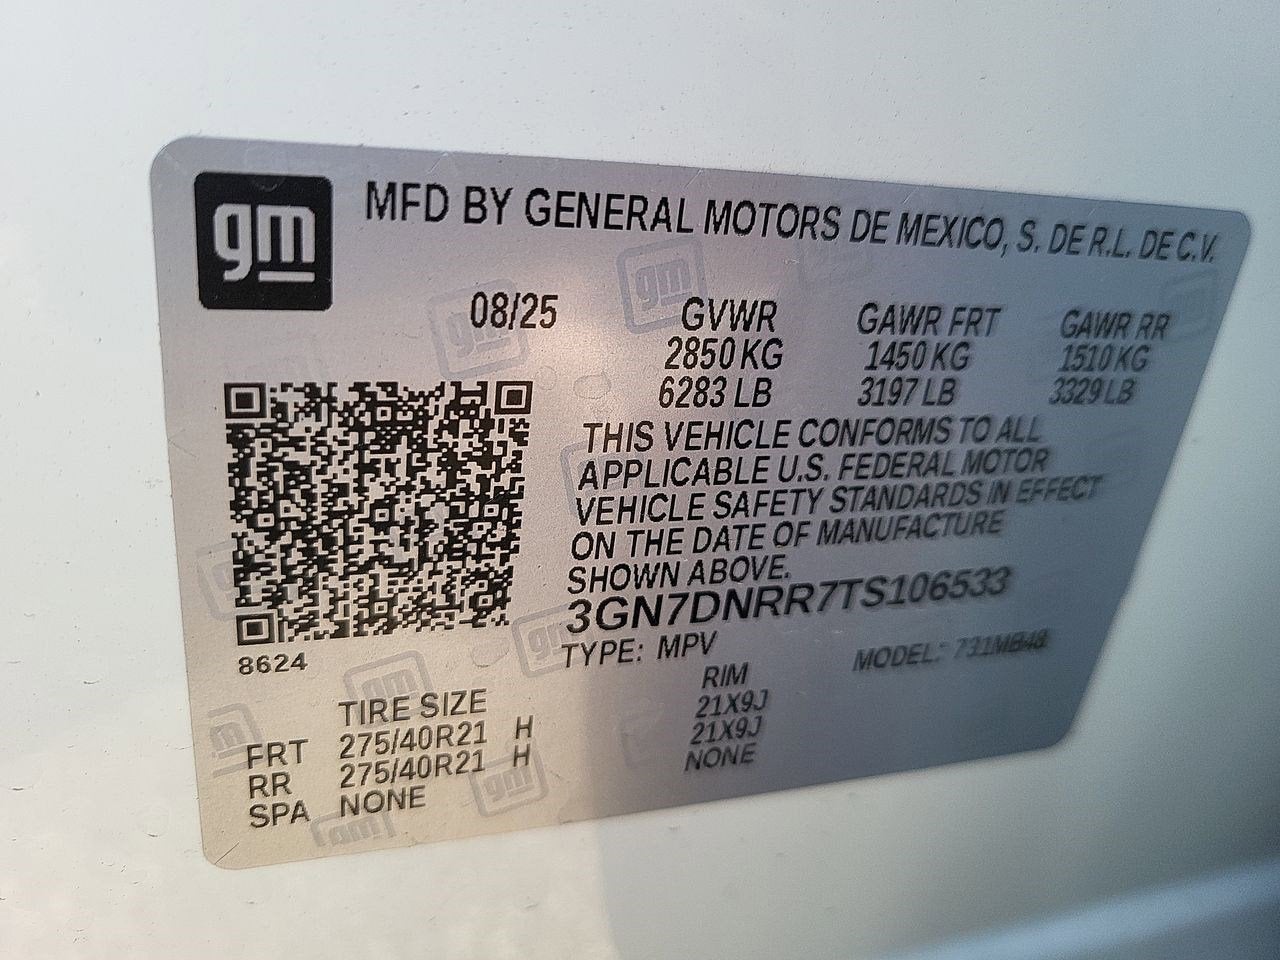 gm MFD BY GENERAL MOTORS DE MEXICO, S. DE R.L. DE C.V.
08/25 GVWR GAWR FRT GAWR RR
2850 KG 1450 KG 1510 KG
6283 LB 3197 LB 3329 LB
THIS VEHICLE CONFORMS TO ALL
APPLICABLE U.S. FEDERAL MOTOR
VEHICLE SAFETY STANDARDS IN EFFECT
ON THE DATE OF MANUFACTURE
SHOWN ABOVE.
3GN7DNRR7TS106533
8624 TYPE: MPV MODEL: 731MB48
TIRE SIZE RIM
FRT 275/40R21 H 21X9J
RR 275/40R21 H 21X9J
SPA NONE NONE